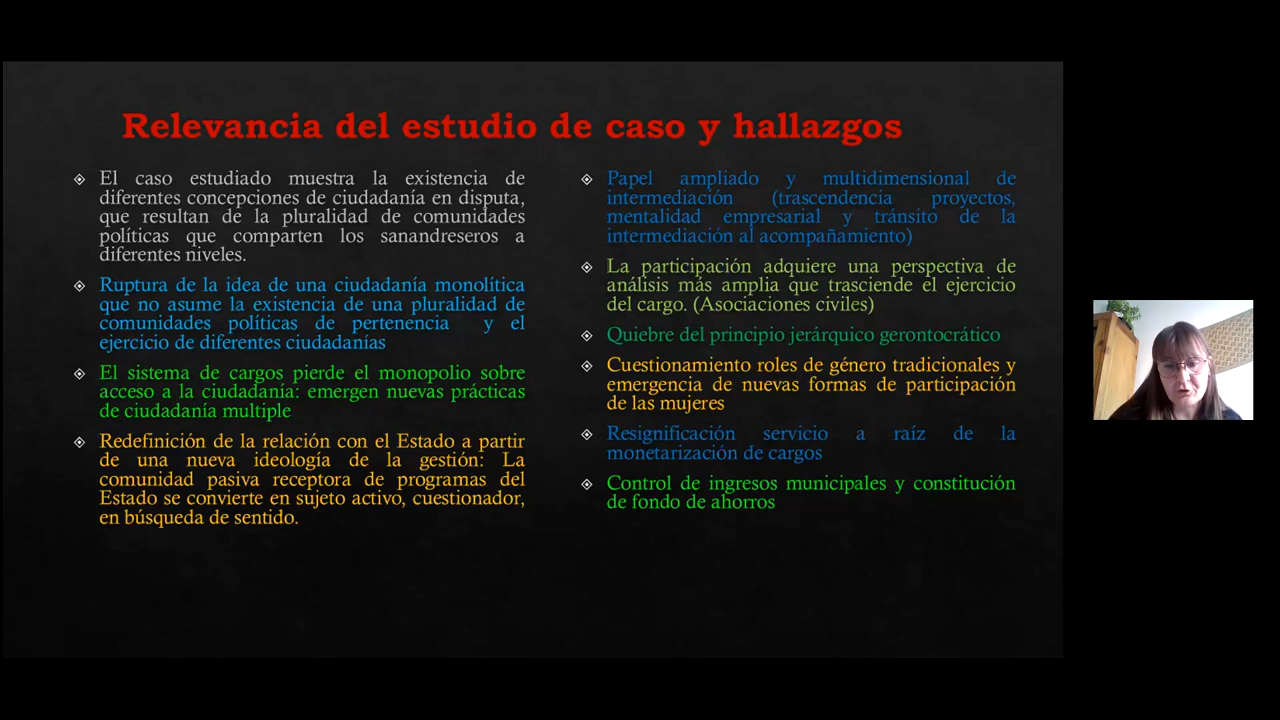 Relevancia del estudio de caso y hallazgos
El caso estudiado muestra la existencia de
diferentes concepciones de ciudadanía en disputa,
que resultan de la pluralidad de comunidades
políticas que comparten los sanandreseros a
diferentes niveles.
Ruptura de la idea de una ciudadanía monolítica
que no asume la existencia de una pluralidad de
comunidades políticas de pertenencia y el
ejercicio de diferentes ciudadanías
El sistema de cargos pierde el monopolio sobre
acceso a la ciudadanía: emergen nuevas prácticas
de ciudadanía multiple
Redefinición de la relación con el Estado a partir
de una nueva ideología de la gestión: La
comunidad pasiva receptora de programas del
Estado se convierte en sujeto activo, cuestionador,
en búsqueda de sentido.
Papel ampliado y multidimensional de
intermediación (trascendencia proyectos,
mentalidad empresarial y tránsito de la
intermediación al acompañamiento)
La participación adquiere una perspectiva de
análisis más amplia que trasciende el ejercicio
del cargo. (Asociaciones civiles)
Quiebre del principio jerárquico gerontocrático
Cuestionamiento roles de género tradicionales y
emergencia de nuevas formas de participación
de las mujeres
Resignificación servicio a raíz de la
monetarización de cargos
Control de ingresos municipales y constitución
de fondo de ahorros